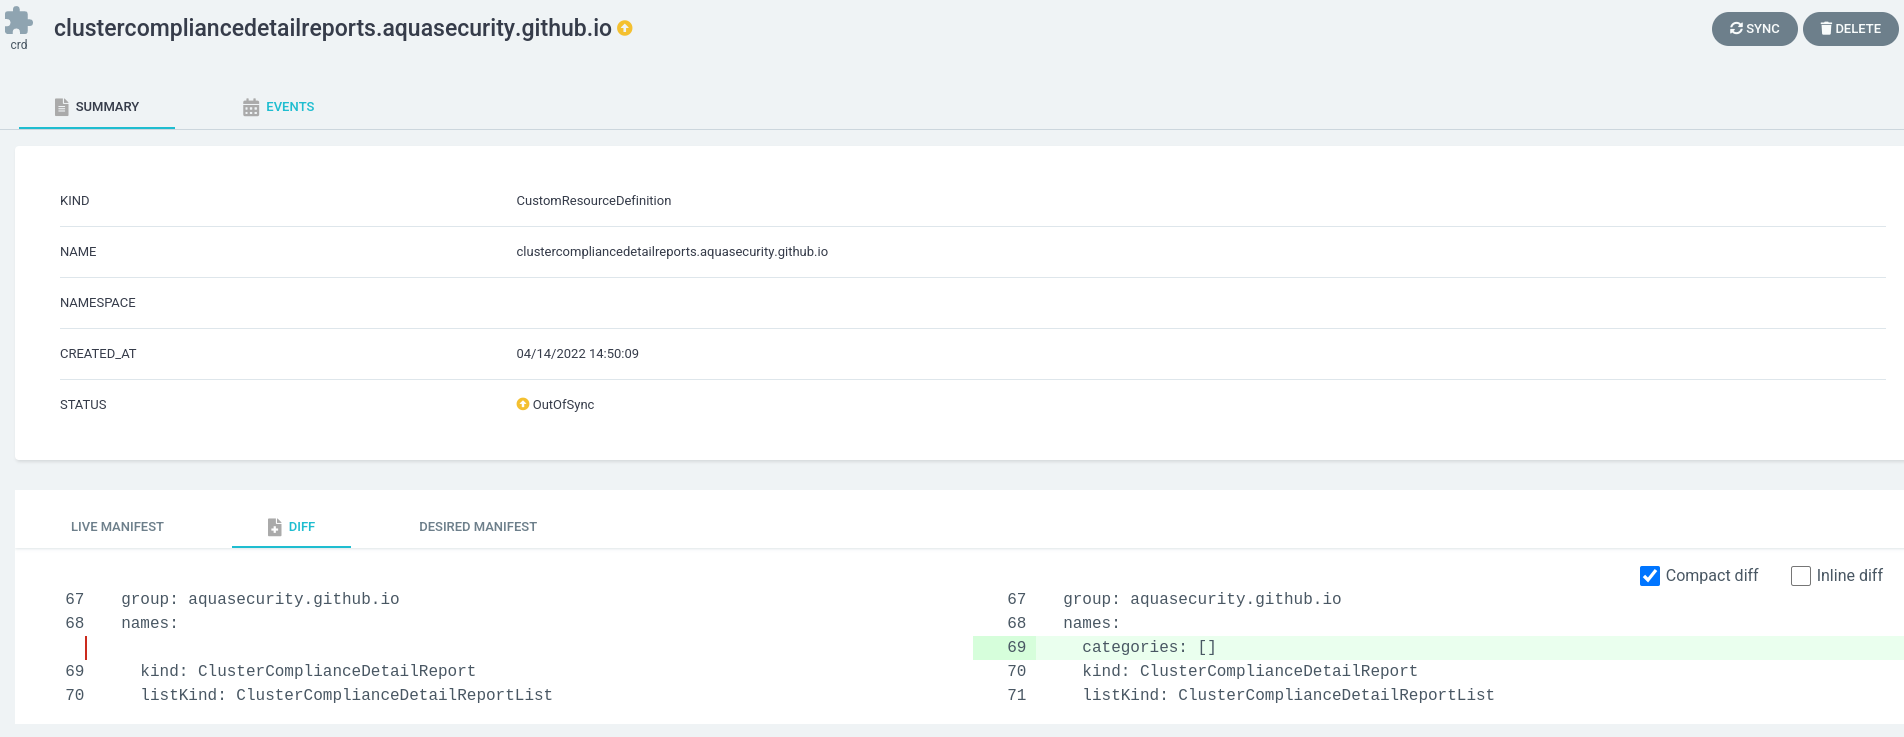 clustercompliancedetailreports.aquasecurity.github.io
crd
SYNC DELETE
SUMMARY EVENTS
KIND CustomResourceDefinition
NAME clustercompliancedetailreports.aquasecurity.github.io
NAMESPACE
CREATED_AT 04/14/2022 14:50:09
STATUS OutOfSync
LIVE MANIFEST DIFF DESIRED MANIFEST
Compact diff Inline diff
67 group: aquasecurity.github.io 67 group: aquasecurity.github.io
68 names: 68 names:
69 categories: []
69 kind: ClusterComplianceDetailReport 70 kind: ClusterComplianceDetailReport
70 listKind: ClusterComplianceDetailReportList 71 listKind: ClusterComplianceDetailReportList